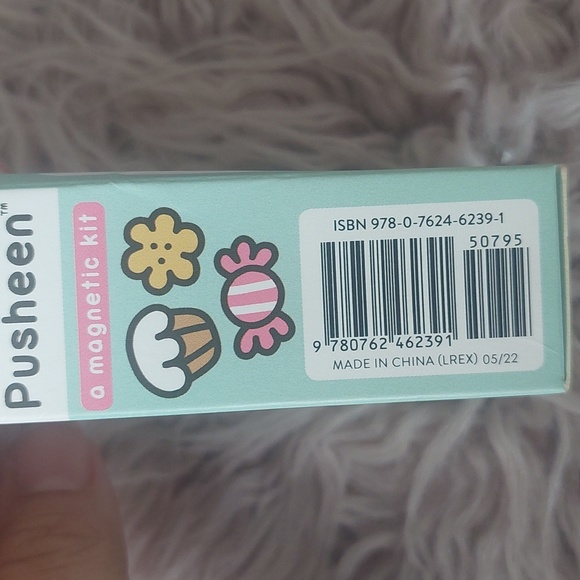 Pusheen™
a magnetic kit
ISBN 978-0-7624-6239-1
50795
9 780762 462391
MADE IN CHINA (LREX) 05/22